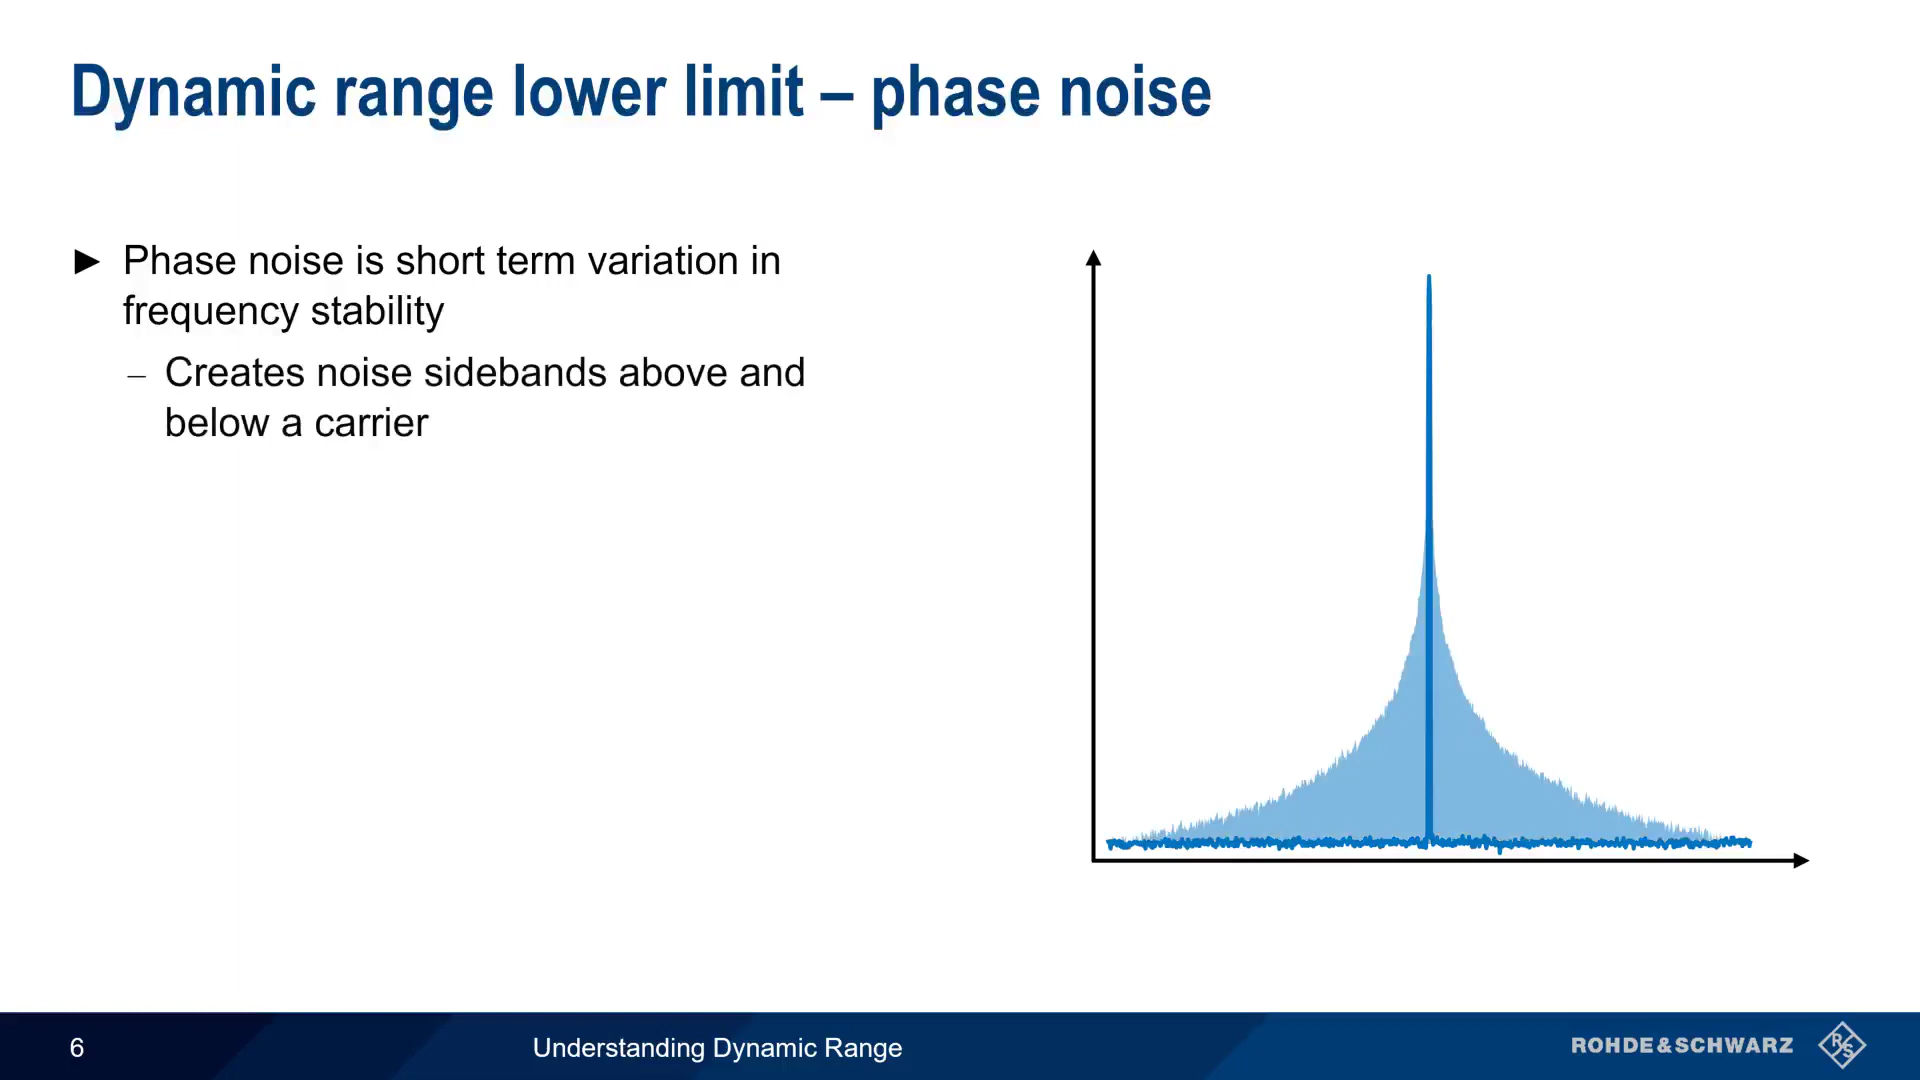 Dynamic range lower limit – phase noise
► Phase noise is short term variation in
frequency stability
– Creates noise sidebands above and
below a carrier
6
Understanding Dynamic Range
ROHDE&SCHWARZ
R&S